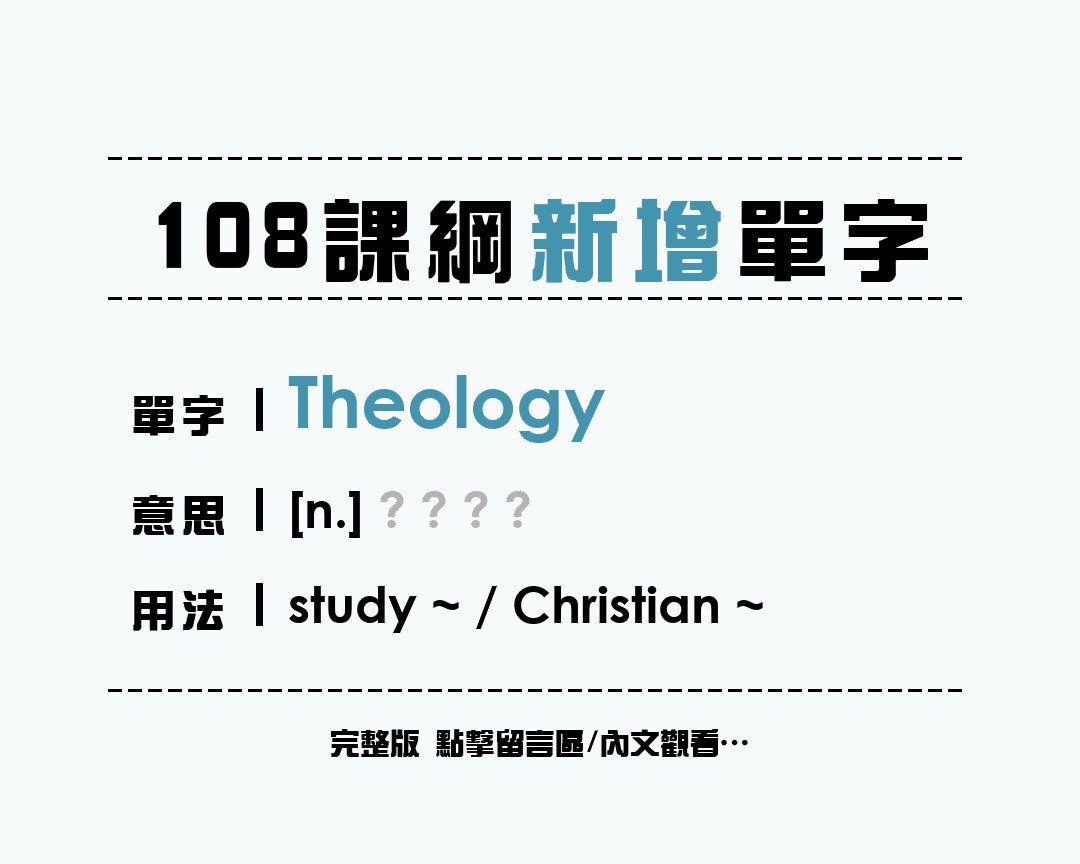 108課綱新增單字
單字 | Theology
意思 | [n.] ？？？？
用法 | study ~ / Christian ~
完整版 點擊留言區/內文觀看…